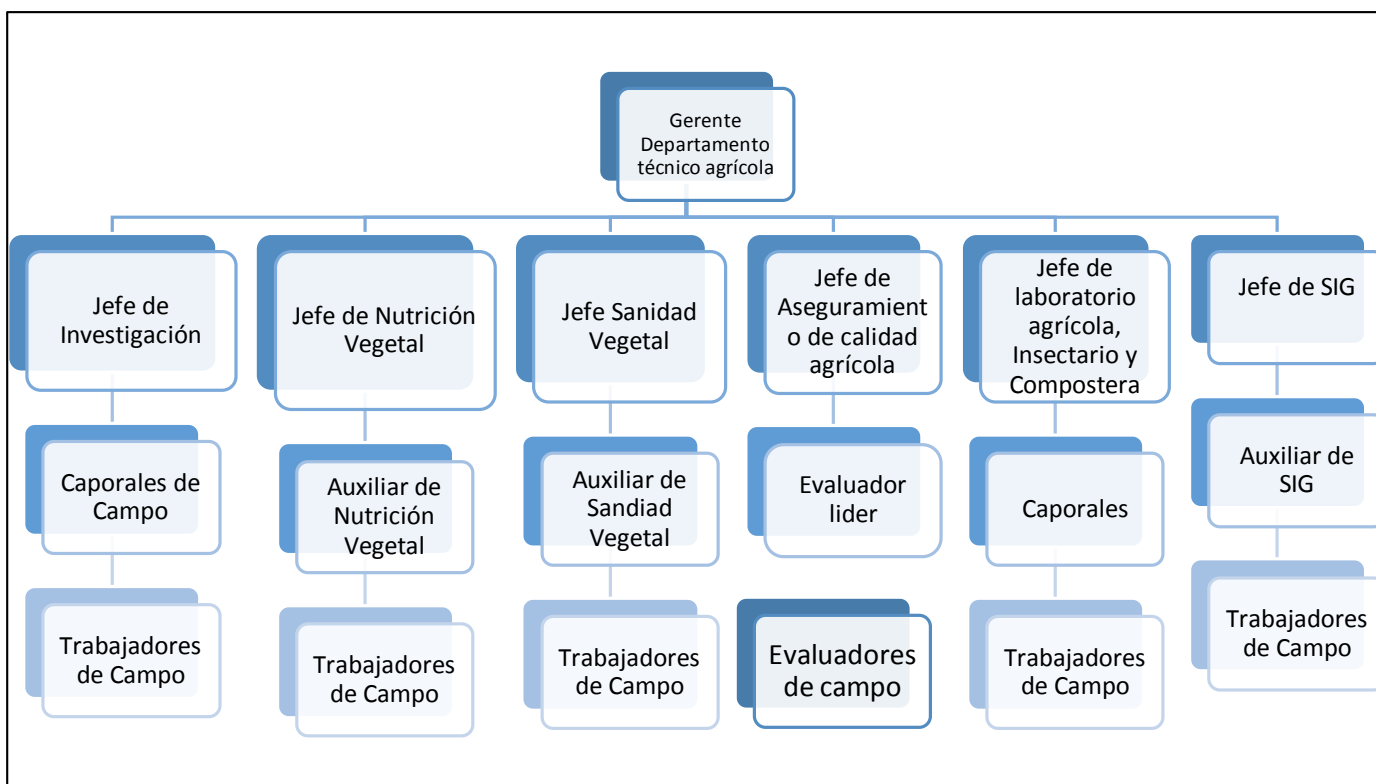 Gerente
Departamento
técnico agrícola
Jefe de
Investigación
Jefe de Nutrición
Vegetal
Jefe Sanidad
Vegetal
Jefe de
Aseguramient
o de calidad
agrícola
Jefe de
laboratorio
agrícola,
Insectario y
Compostera
Jefe de SIG
Caporales de
Campo
Auxiliar de
Nutrición
Vegetal
Auxiliar de
Sandiad
Vegetal
Evaluador
lider
Caporales
Auxiliar de
SIG
Trabajadores
de Campo
Trabajadores
de Campo
Trabajadores
de Campo
Evaluadores
de campo
Trabajadores
de Campo
Trabajadores
de Campo